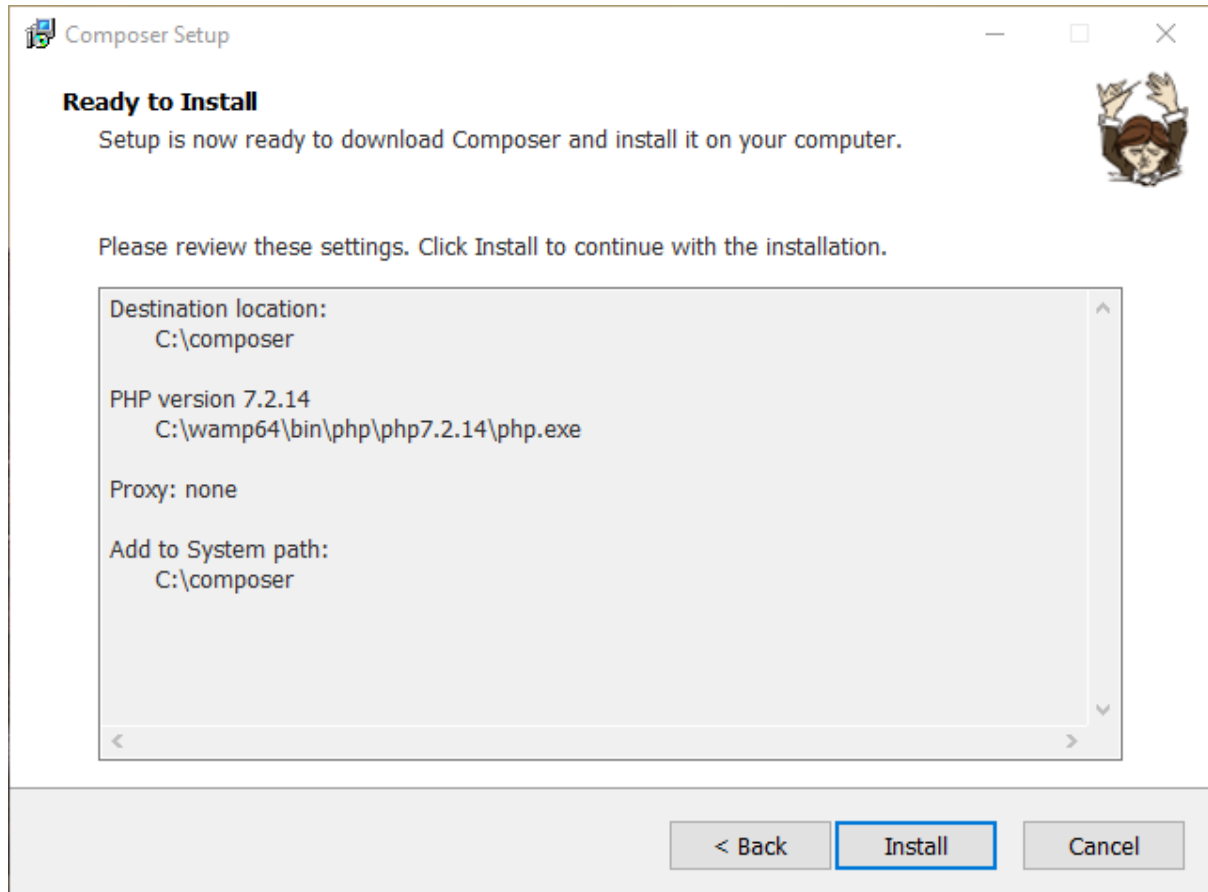 Composer Setup
Ready to Install
Setup is now ready to download Composer and install it on your computer.
Please review these settings. Click Install to continue with the installation.
Destination location:
C:\composer
PHP version 7.2.14
C:\wamp64\bin\php\php7.2.14\php.exe
Proxy: none
Add to System path:
C:\composer
< Back
Install
Cancel